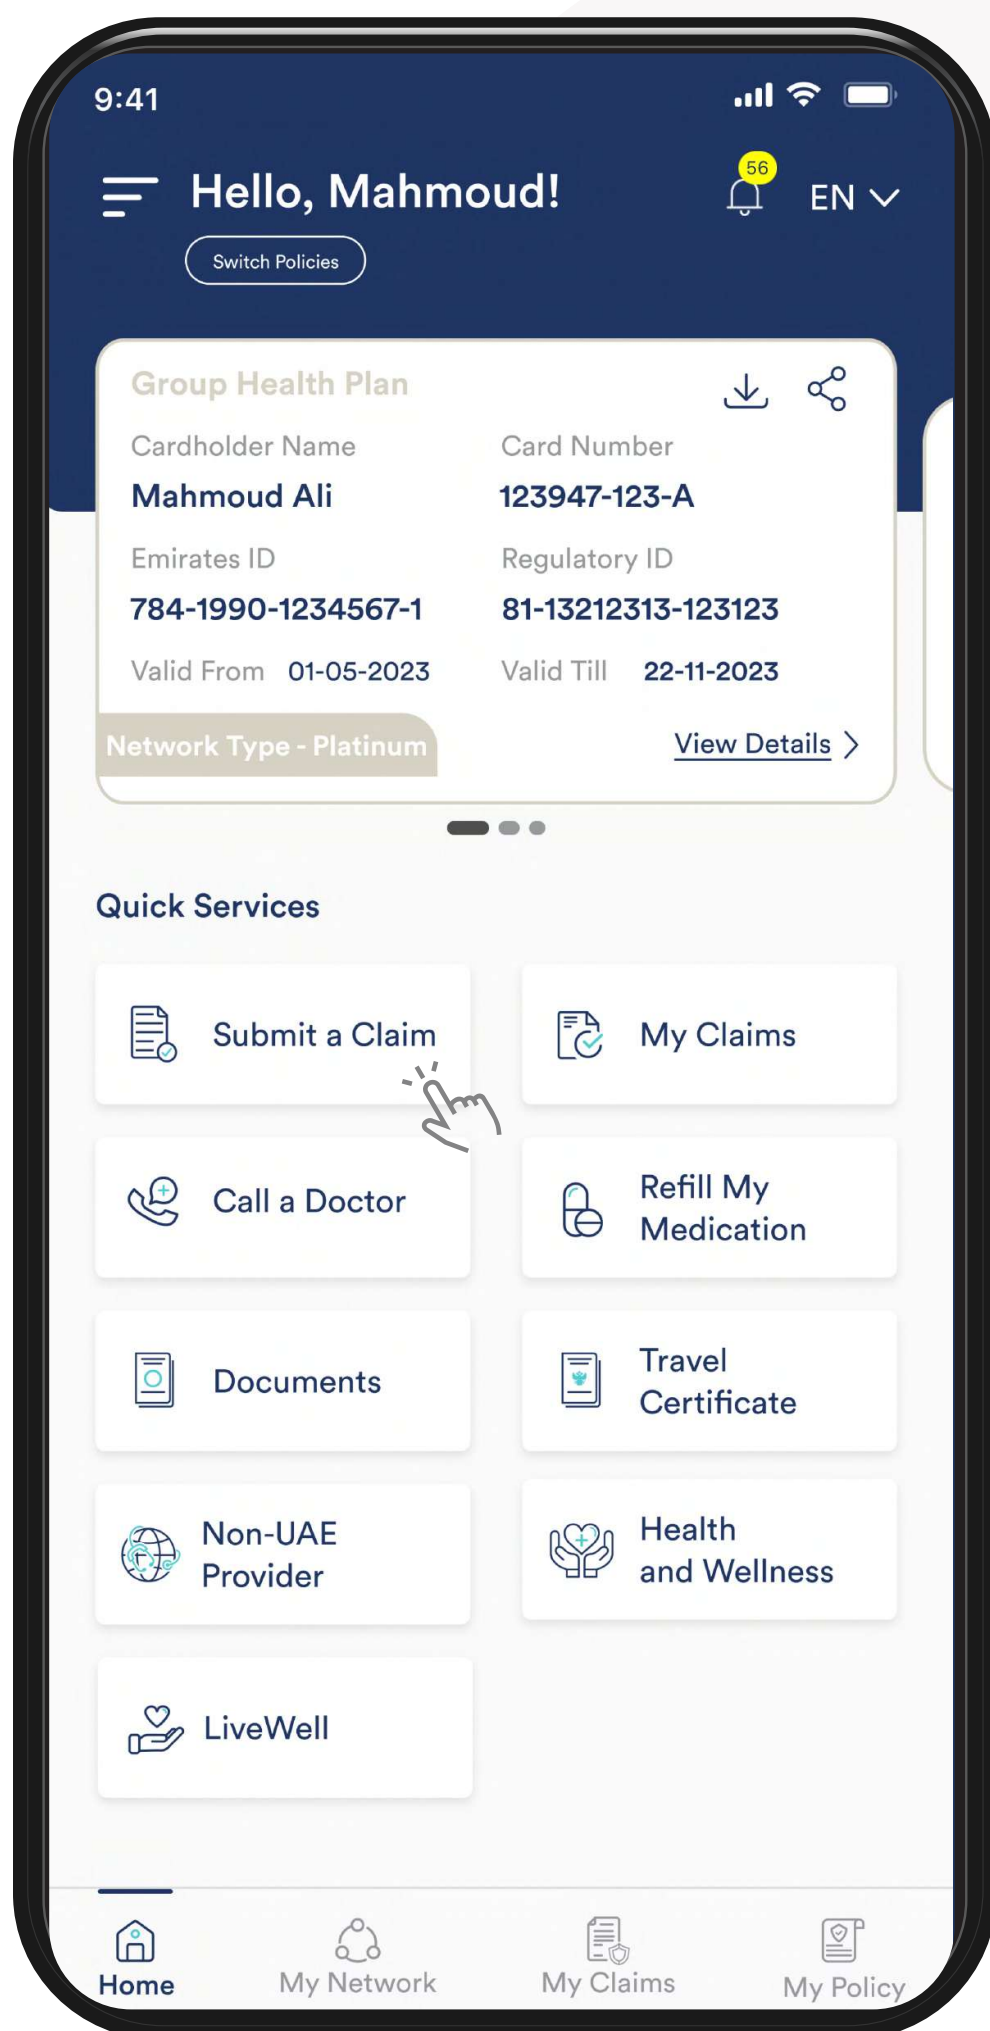 9:41
Hello, Mahmoud!
56
EN
Switch Policies
Group Health Plan
Cardholder Name
Card Number
Mahmoud Ali
123947-123-A
Emirates ID
Regulatory ID
784-1990-1234567-1
81-13212313-123123
Valid From 01-05-2023
Valid Till 22-11-2023
Network Type - Platinum
View Details
Quick Services
Submit a Claim
My Claims
Call a Doctor
Refill My
Medication
Documents
Travel
Certificate
Non-UAE
Provider
Health
and Wellness
LiveWell
Home
My Network
My Claims
My Policy